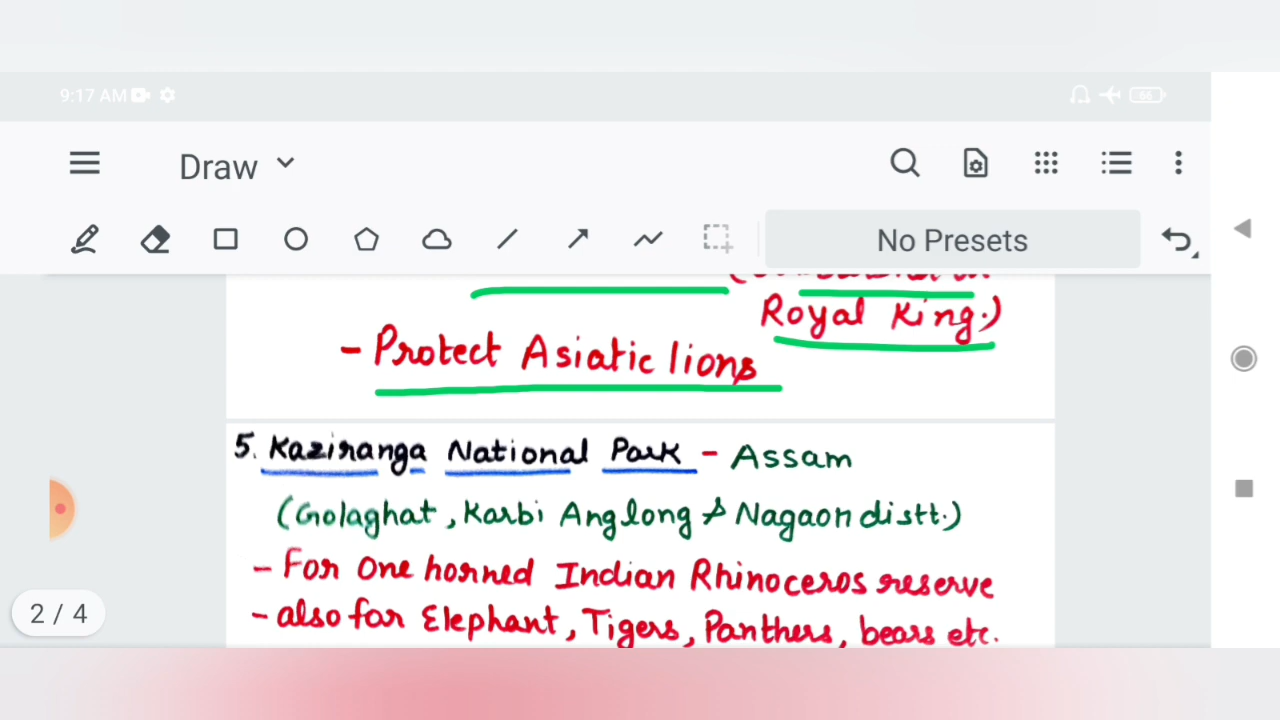 9:17 AM
66
Draw
No Presets
Royal King.)
- Protect Asiatic lions
5. Kaziranga National Park - Assam
(Golaghat, Karbi Anglong & Nagaon distt.)
- For One horned Indian Rhinoceros reserve
- also for Elephant, Tigers, Panthers, bears etc.
2 / 4